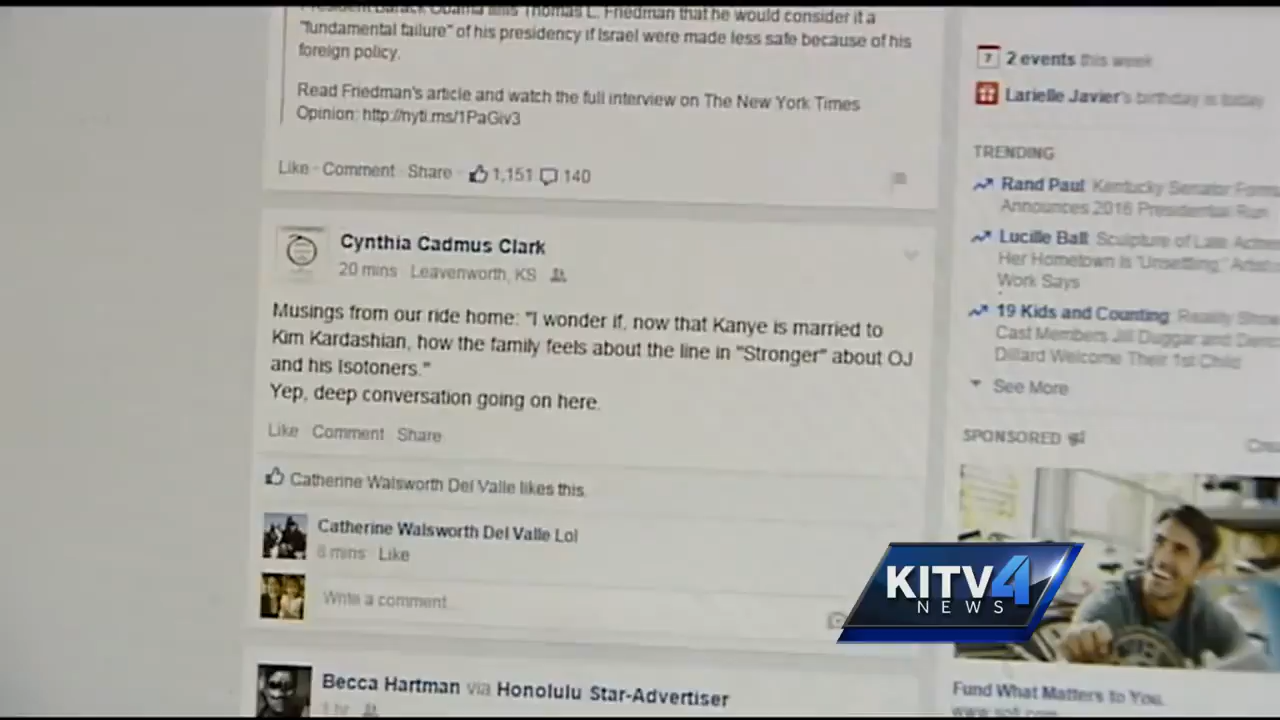 President Barack Obama tells Thomas L. Friedman that he would consider it a
"fundamental failure" of his presidency if Israel were made less safe because of his
foreign policy.
Read Friedman's article and watch the full interview on The New York Times
Opinion: http://nyti.ms/1PaGiv3
Like · Comment · Share 1,151 140
Cynthia Cadmus Clark
20 mins · Leavenworth, KS
Musings from our ride home: "I wonder if, now that Kanye is married to
Kim Kardashian, how the family feels about the line in "Stronger" about OJ
and his Isotoners."
Yep, deep conversation going on here.
Like · Comment · Share
Catherine Walsworth Del Valle likes this.
Catherine Walsworth Del Valle Lol
8 mins · Like
Write a comment...
Becca Hartman via Honolulu Star-Advertiser
1 hr
7 2 events this week
Larielle Javier's birthday is today
TRENDING
Rand Paul: Kentucky Senator
Announces 2016 Presidential Run
Lucille Ball: Sculpture of Late
Her Hometown Is 'Unsettling,'
Work Says
19 Kids and Counting: Reality Show
Cast Members Jill Duggar and
Dillard Welcome Their 1st Child
See More
SPONSORED
KITV4
NEWS
Fund What Matters to You.
www.sofi.com